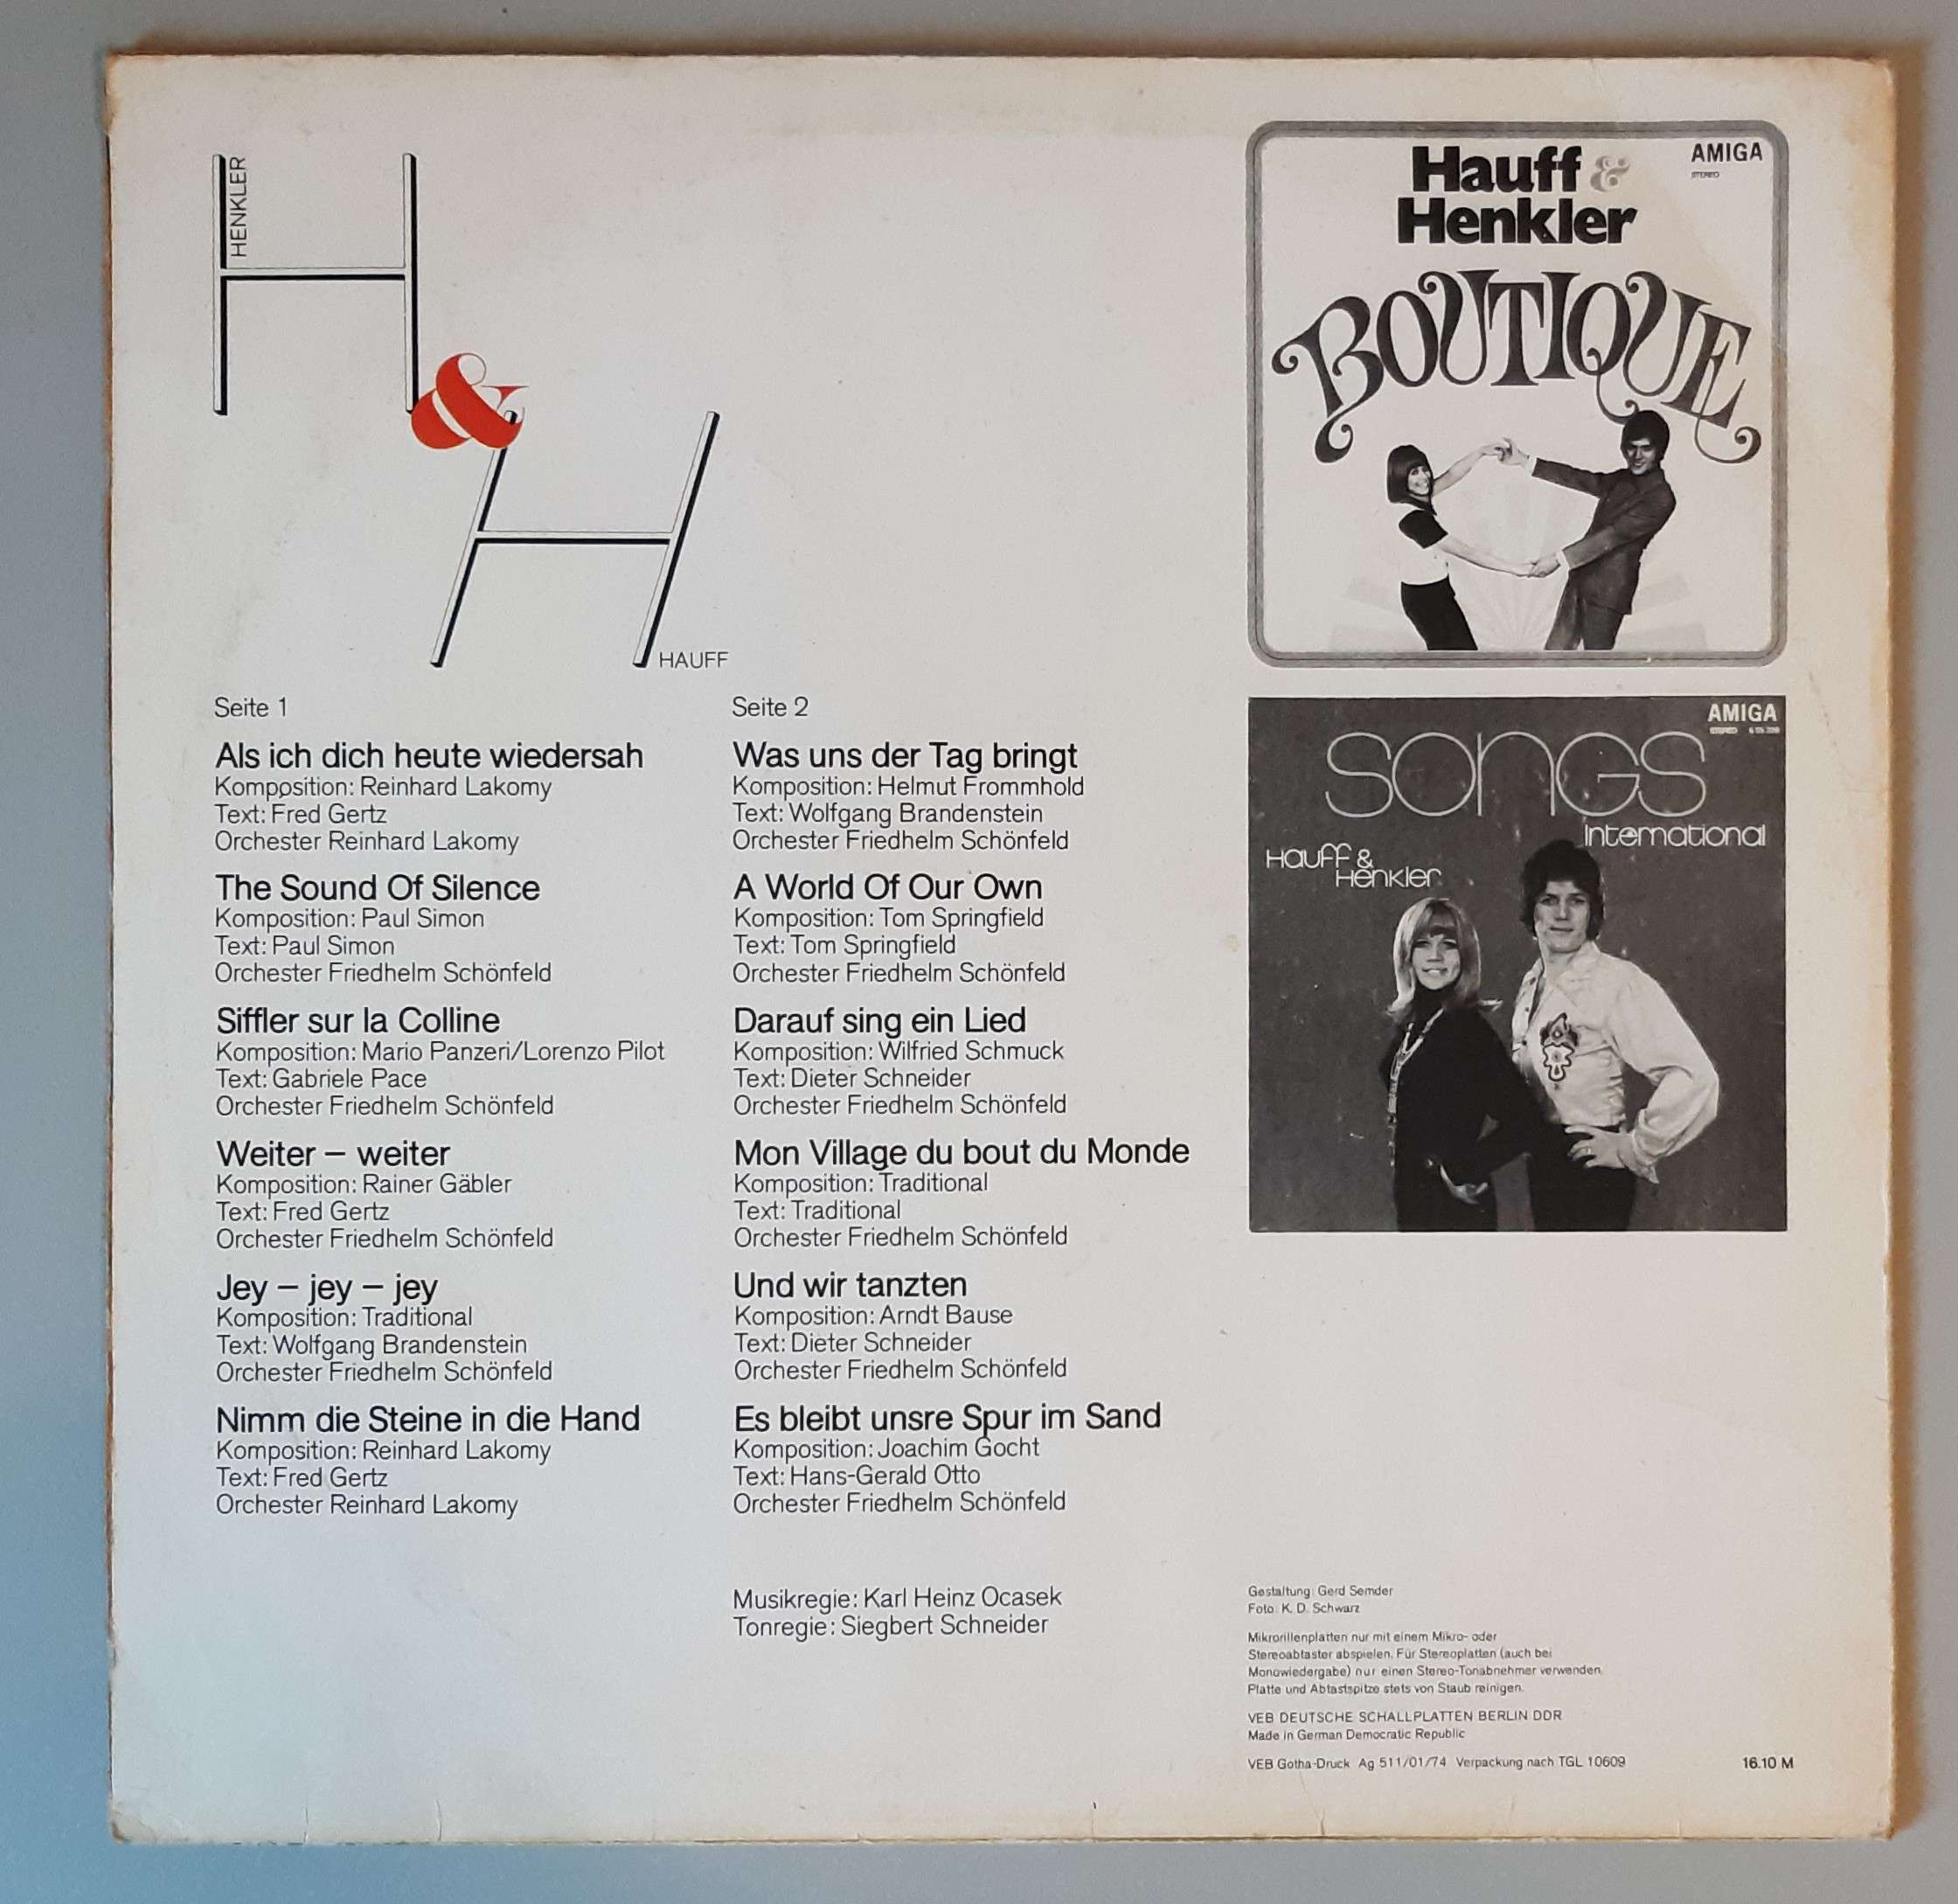 HENKLER
&
HAUFF
Seite 1
Als ich dich heute wiedersah
Komposition: Reinhard Lakomy
Text: Fred Gertz
Orchester Reinhard Lakomy
The Sound Of Silence
Komposition: Paul Simon
Text: Paul Simon
Orchester Friedhelm Schönfeld
Siffler sur la Colline
Komposition: Mario Panzeri/Lorenzo Pilot
Text: Gabriele Pace
Orchester Friedhelm Schönfeld
Weiter – weiter
Komposition: Rainer Gäbler
Text: Fred Gertz
Orchester Friedhelm Schönfeld
Jey – jey – jey
Komposition: Traditional
Text: Wolfgang Brandenstein
Orchester Friedhelm Schönfeld
Nimm die Steine in die Hand
Komposition: Reinhard Lakomy
Text: Fred Gertz
Orchester Reinhard Lakomy
Seite 2
Was uns der Tag bringt
Komposition: Helmut Frommhold
Text: Wolfgang Brandenstein
Orchester Friedhelm Schönfeld
A World Of Our Own
Komposition: Tom Springfield
Text: Tom Springfield
Orchester Friedhelm Schönfeld
Darauf sing ein Lied
Komposition: Wilfried Schmuck
Text: Dieter Schneider
Orchester Friedhelm Schönfeld
Mon Village du bout du Monde
Komposition: Traditional
Text: Traditional
Orchester Friedhelm Schönfeld
Und wir tanzten
Komposition: Arndt Bause
Text: Dieter Schneider
Orchester Friedhelm Schönfeld
Es bleibt unsre Spur im Sand
Komposition: Joachim Gocht
Text: Hans-Gerald Otto
Orchester Friedhelm Schönfeld
Musikregie: Karl Heinz Ocasek
Tonregie: Siegbert Schneider
Hauff &
Henkler
AMIGA
STEREO
BOUTIQUE
AMIGA
STEREO
songs
International
Hauff &
Henkler
Gestaltung: Gerd Semder
Foto: K. D. Schwarz
Mikrorillenplatten nur mit einem Mikro- oder
Stereoabtaster abspielen. Für Stereoplatten (auch bei
Monowiedergabe) nur einen Stereo-Tonabnehmer verwenden.
Platte und Abtastspitze stets von Staub reinigen.
VEB DEUTSCHE SCHALLPLATTEN BERLIN DDR
Made in German Democratic Republic
VEB Gotha-Druck Ag 511/01/74 Verpackung nach TGL 10609
16.10 M